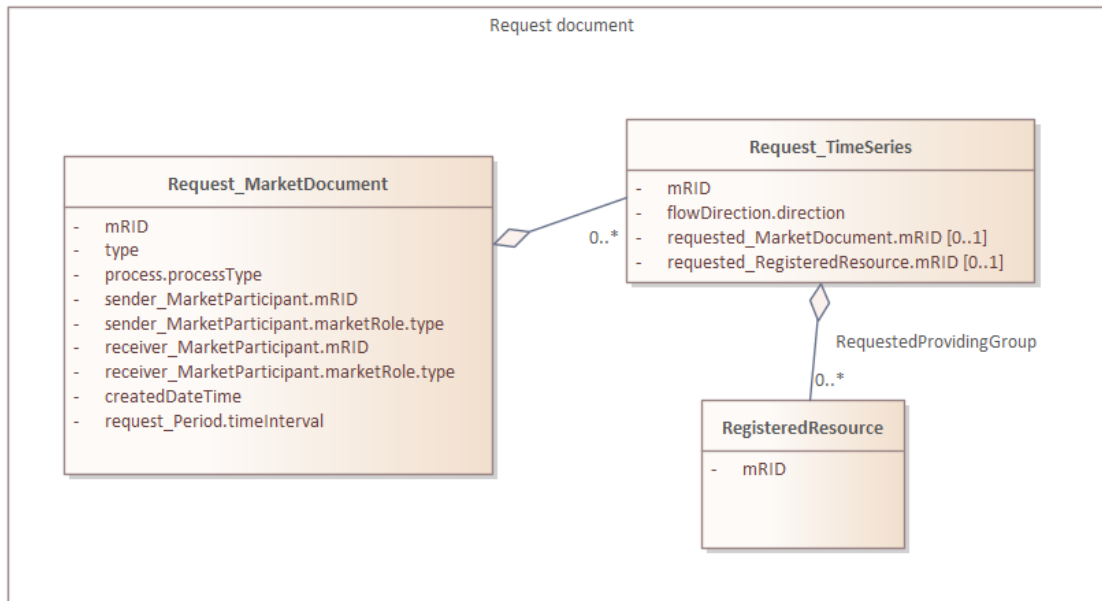 Request document
Request_MarketDocument
- mRID
- type
- process.processType
- sender_MarketParticipant.mRID
- sender_MarketParticipant.marketRole.type
- receiver_MarketParticipant.mRID
- receiver_MarketParticipant.marketRole.type
- createdDateTime
- request_Period.timeInterval
0..*
Request_TimeSeries
- mRID
- flowDirection.direction
- requested_MarketDocument.mRID [0..1]
- requested_RegisteredResource.mRID [0..1]
RequestedProvidingGroup
0..*
RegisteredResource
- mRID